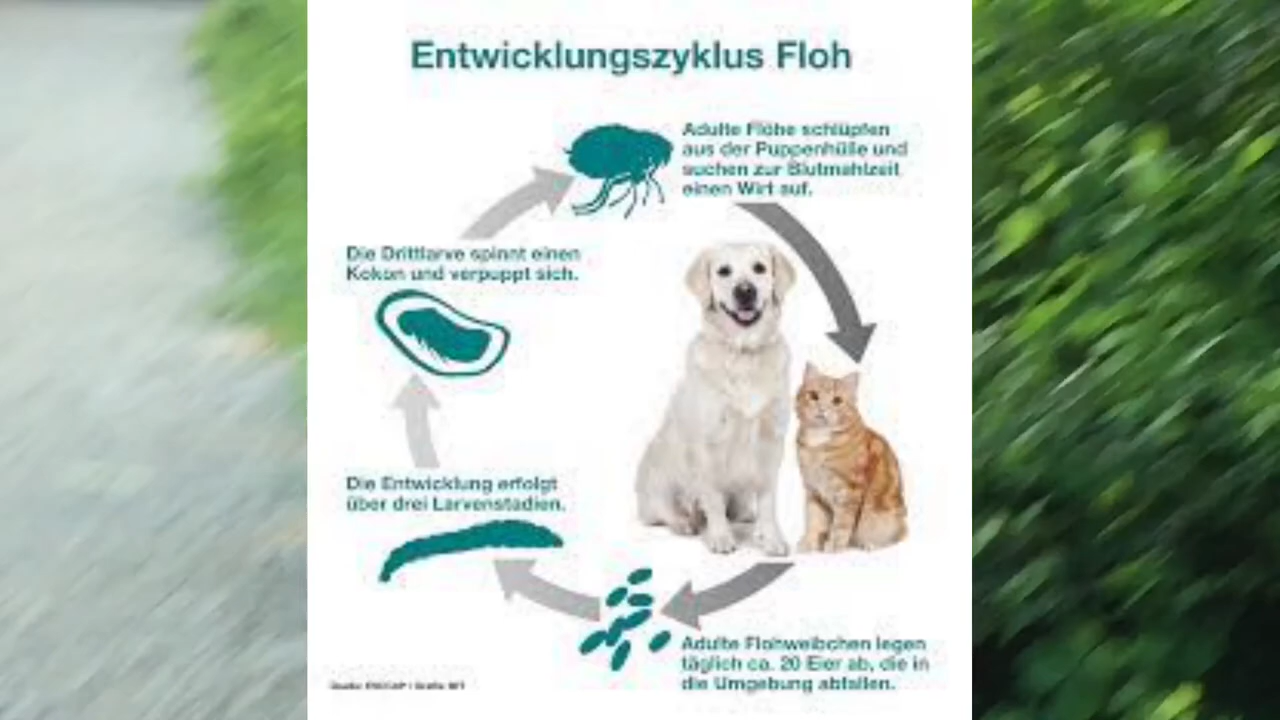 Entwicklungszyklus Floh
Adulte Flöhe schlüpfen
aus der Puppenhülle und
suchen zur Blutmahlzeit
einen Wirt auf.
Die Drittlarve spinnt einen
Kokon und verpuppt sich.
Die Entwicklung erfolgt
über drei Larvenstadien.
Adulte Flohweibchen legen
täglich ca. 20 Eier ab, die in
die Umgebung abfallen.